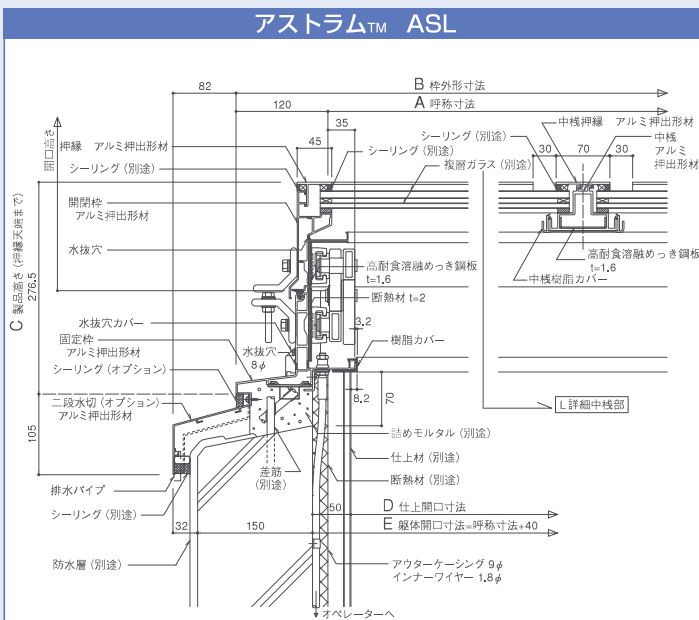 アストラム™ ASL
B 枠外形寸法
82
A 呼称寸法
120
35
開口高さ
押縁 アルミ押出形材
45
シーリング(別途)
中桟押縁 アルミ押出形材
シーリング(別途)
30
70
30
中桟
アルミ
押出形材
シーリング(別途)
複層ガラス(別途)
開閉枠
アルミ押出形材
水抜穴
高耐食溶融めっき鋼板
t=1.6
高耐食溶融めっき鋼板
t=1.6
中桟樹脂カバー
断熱材 t=2
C 製品高さ(押縁天端まで)
276.5
水抜穴カバー
3.2
固定枠
アルミ押出形材
水抜穴
8φ
樹脂カバー
シーリング(オプション)
8.2
70
二段水切(オプション)
アルミ押出形材
L詳細中桟部
105
詰めモルタル(別途)
仕上材(別途)
差筋
(別途)
断熱材(別途)
排水パイプ
シーリング(別途)
50
D 仕上開口寸法
32
150
E 躯体開口寸法=呼称寸法+40
防水層(別途)
アウターケーシング 9φ
インナーワイヤー 1.8φ
オペレーターへ